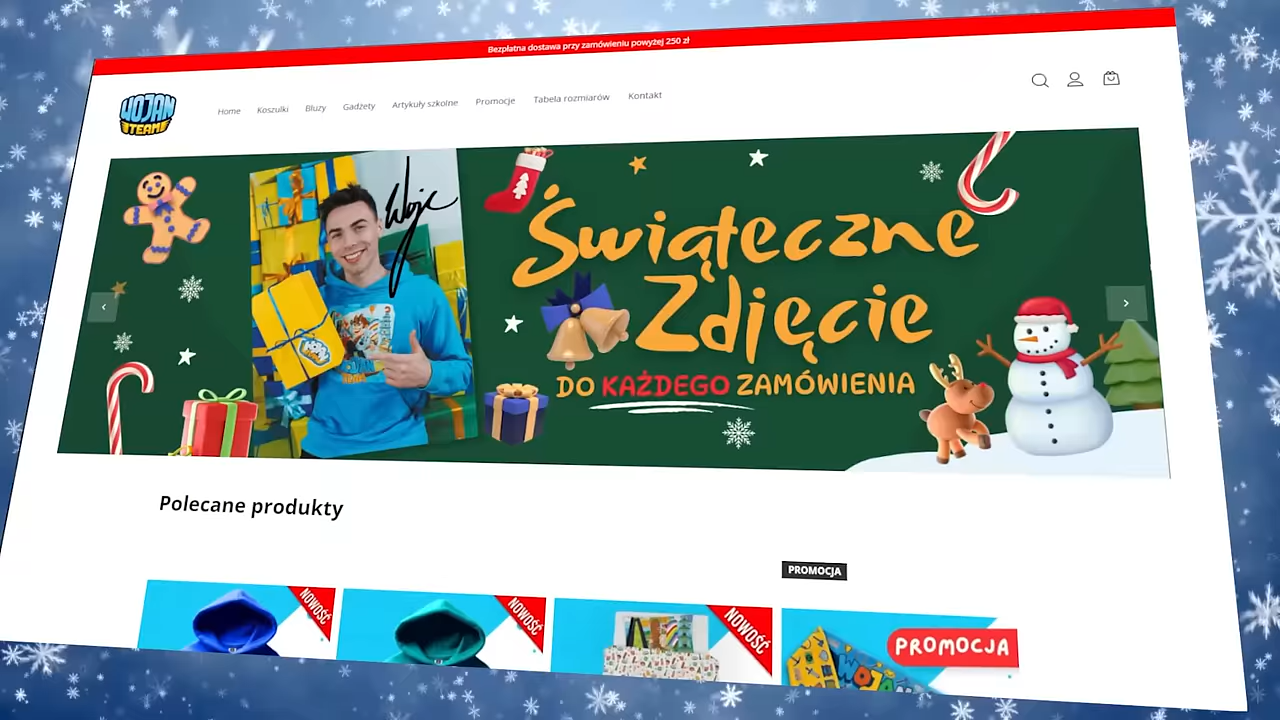 Bezpłatna dostawa przy zamówieniu powyżej 250 zł
WOJAN
TEAM
Home Koszulki Bluzy Gadżety Artykuły szkolne Promocje Tabela rozmiarów Kontakt
Świąteczne
Zdjęcie
DO KAŻDEGO ZAMÓWIENIA
Polecane produkty
PROMOCJA
NOWOŚĆ
NOWOŚĆ
NOWOŚĆ
PROMOCJA
WOJAN